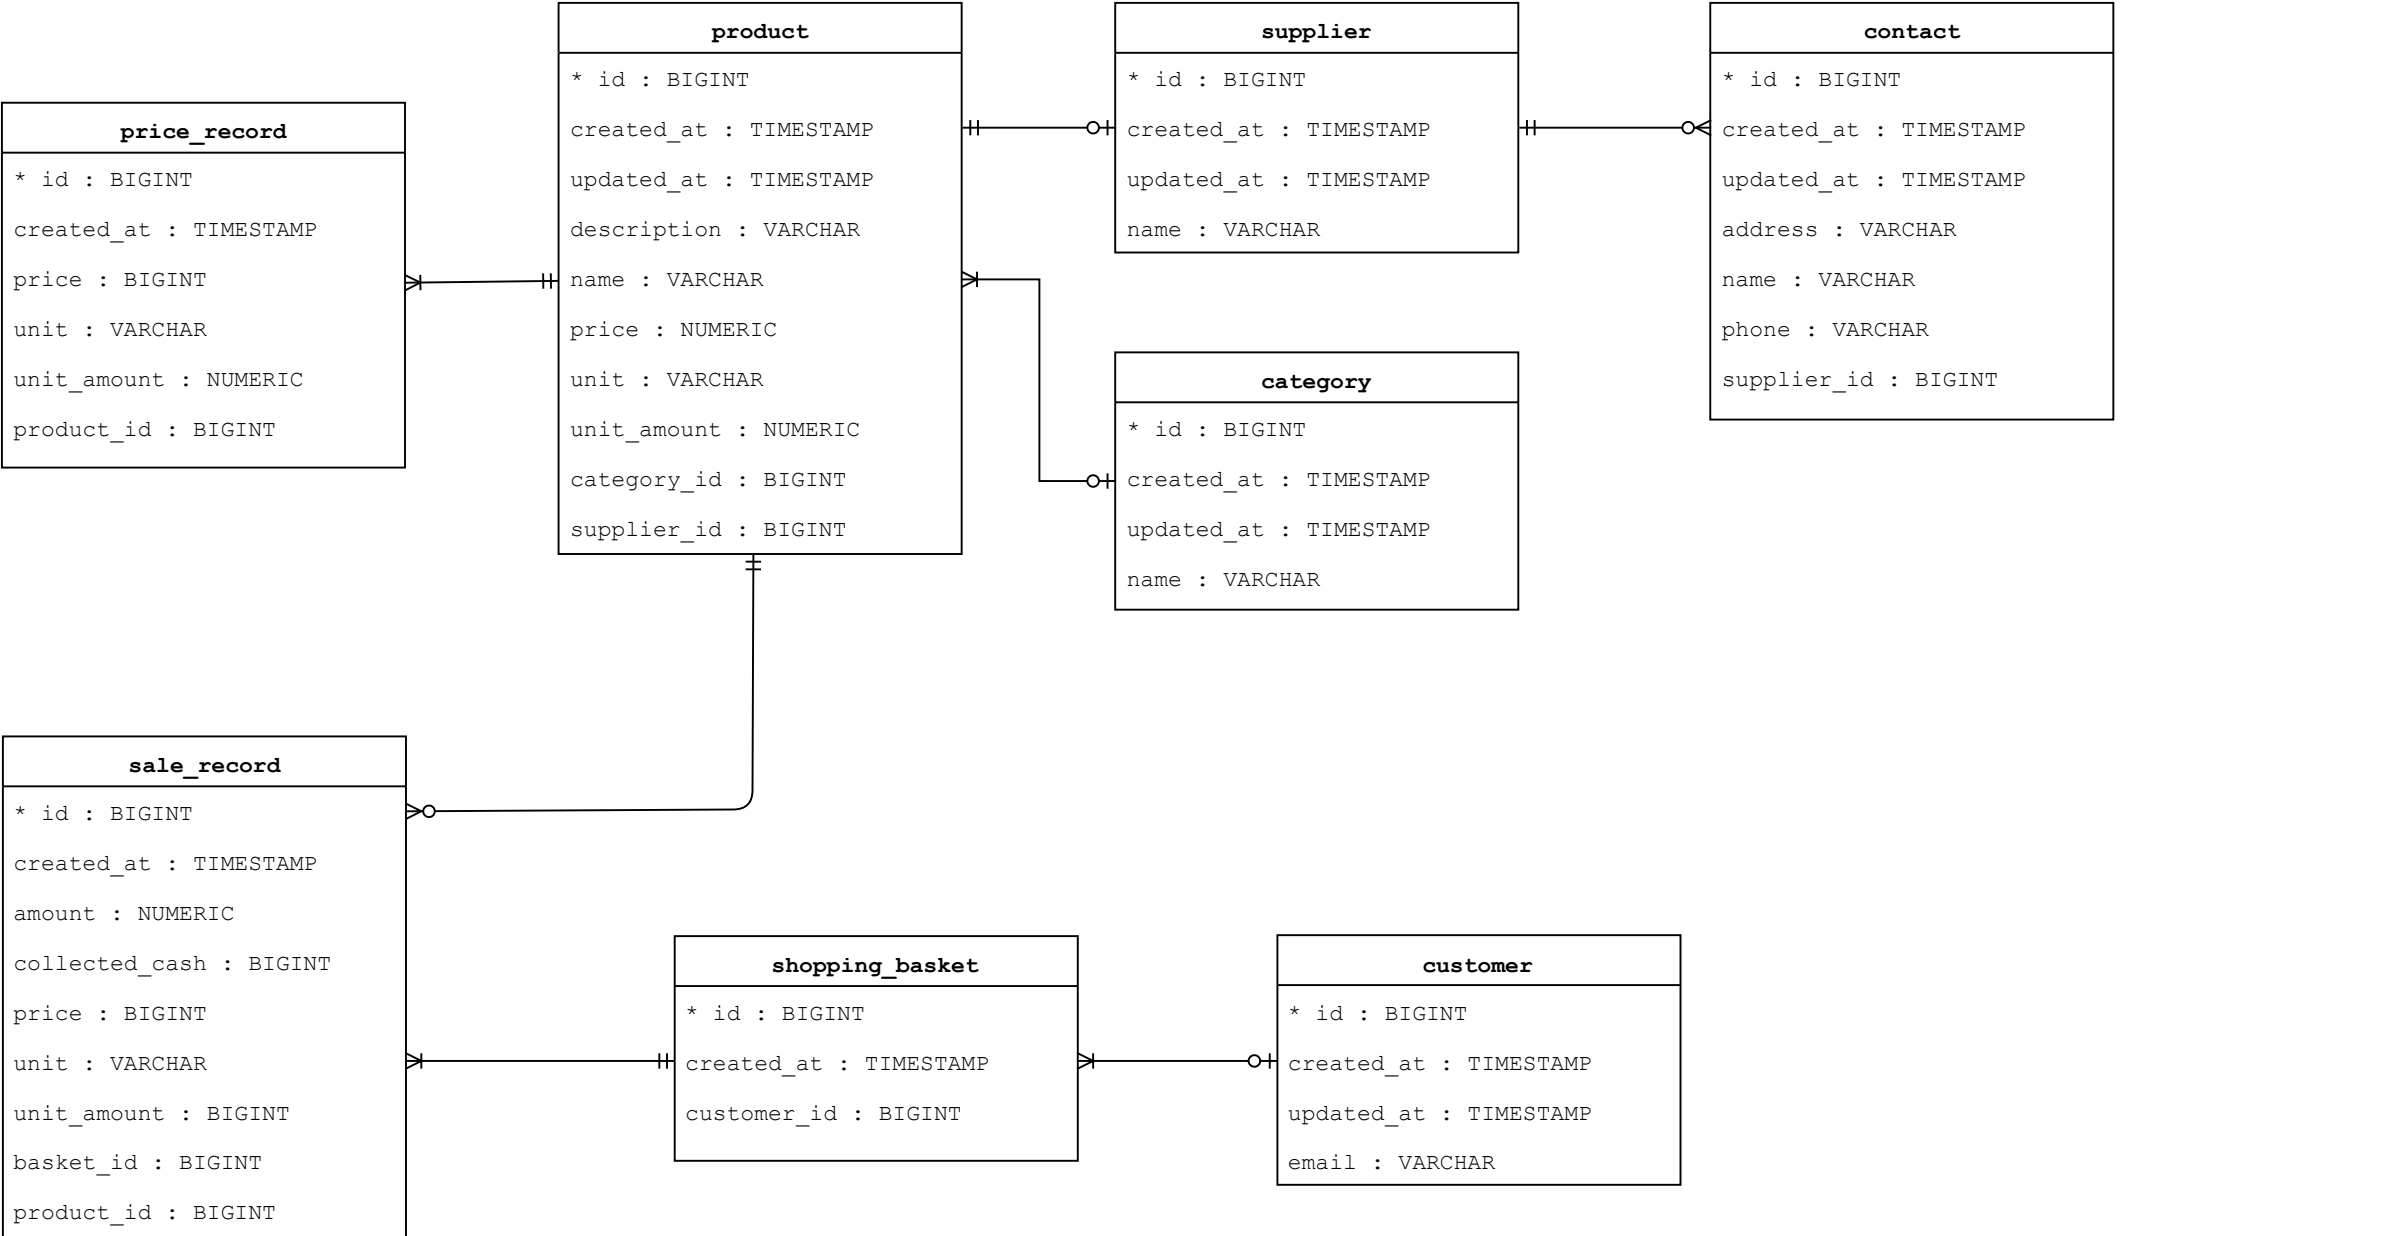 product
* id : BIGINT
created_at : TIMESTAMP
updated_at : TIMESTAMP
description : VARCHAR
name : VARCHAR
price : NUMERIC
unit : VARCHAR
unit_amount : NUMERIC
category_id : BIGINT
supplier_id : BIGINT
supplier
* id : BIGINT
created_at : TIMESTAMP
updated_at : TIMESTAMP
name : VARCHAR
contact
* id : BIGINT
created_at : TIMESTAMP
updated_at : TIMESTAMP
address : VARCHAR
name : VARCHAR
phone : VARCHAR
supplier_id : BIGINT
price_record
* id : BIGINT
created_at : TIMESTAMP
price : BIGINT
unit : VARCHAR
unit_amount : NUMERIC
product_id : BIGINT
category
* id : BIGINT
created_at : TIMESTAMP
updated_at : TIMESTAMP
name : VARCHAR
sale_record
* id : BIGINT
created_at : TIMESTAMP
amount : NUMERIC
collected_cash : BIGINT
price : BIGINT
unit : VARCHAR
unit_amount : BIGINT
basket_id : BIGINT
product_id : BIGINT
shopping_basket
* id : BIGINT
created_at : TIMESTAMP
customer_id : BIGINT
customer
* id : BIGINT
created_at : TIMESTAMP
updated_at : TIMESTAMP
email : VARCHAR